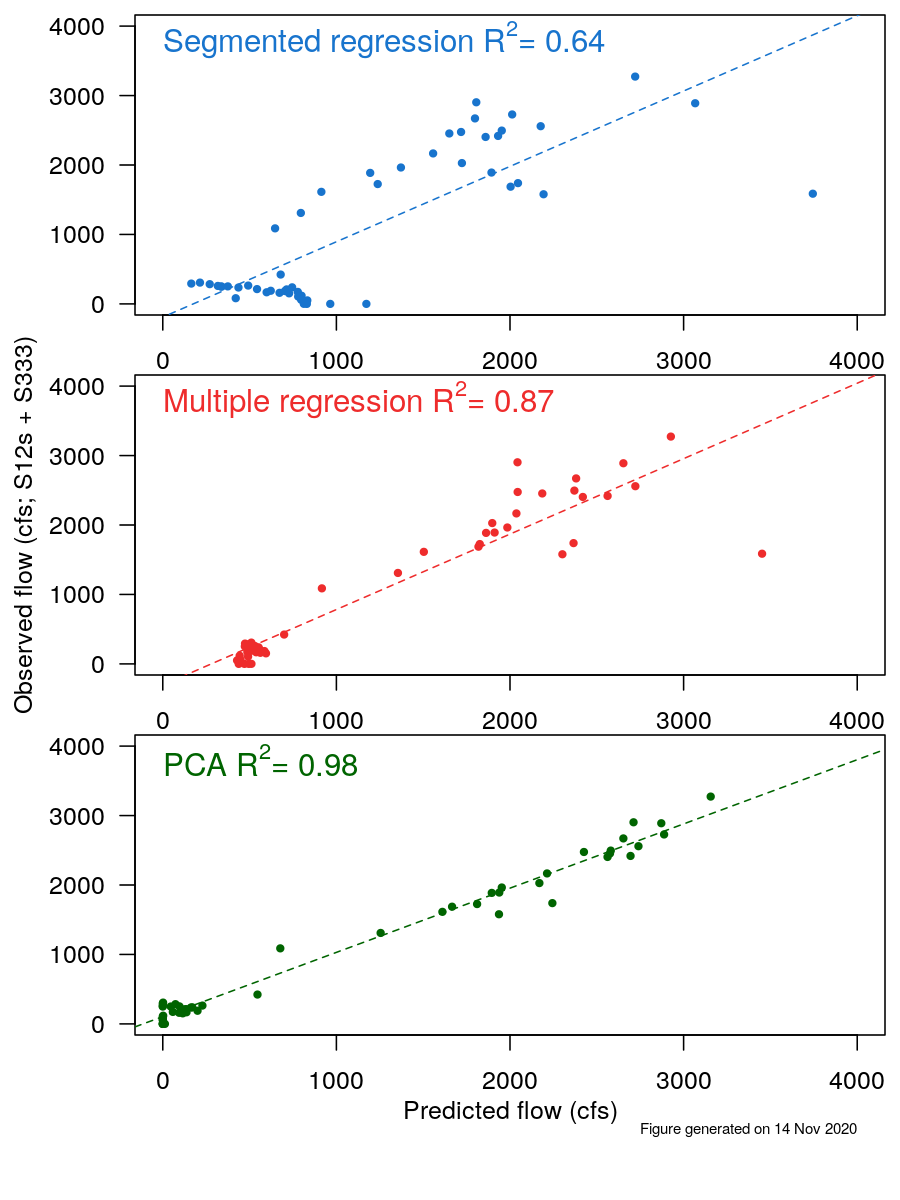 Segmented regression R2= 0.64
4000
3000
2000
1000
0
0 1000 2000 3000 4000
Multiple regression R2= 0.87
4000
3000
2000
1000
0
0 1000 2000 3000 4000
PCA R2= 0.98
4000
3000
2000
1000
0
0 1000 2000 3000 4000
Observed flow (cfs; S12s + S333)
Predicted flow (cfs)
Figure generated on 14 Nov 2020